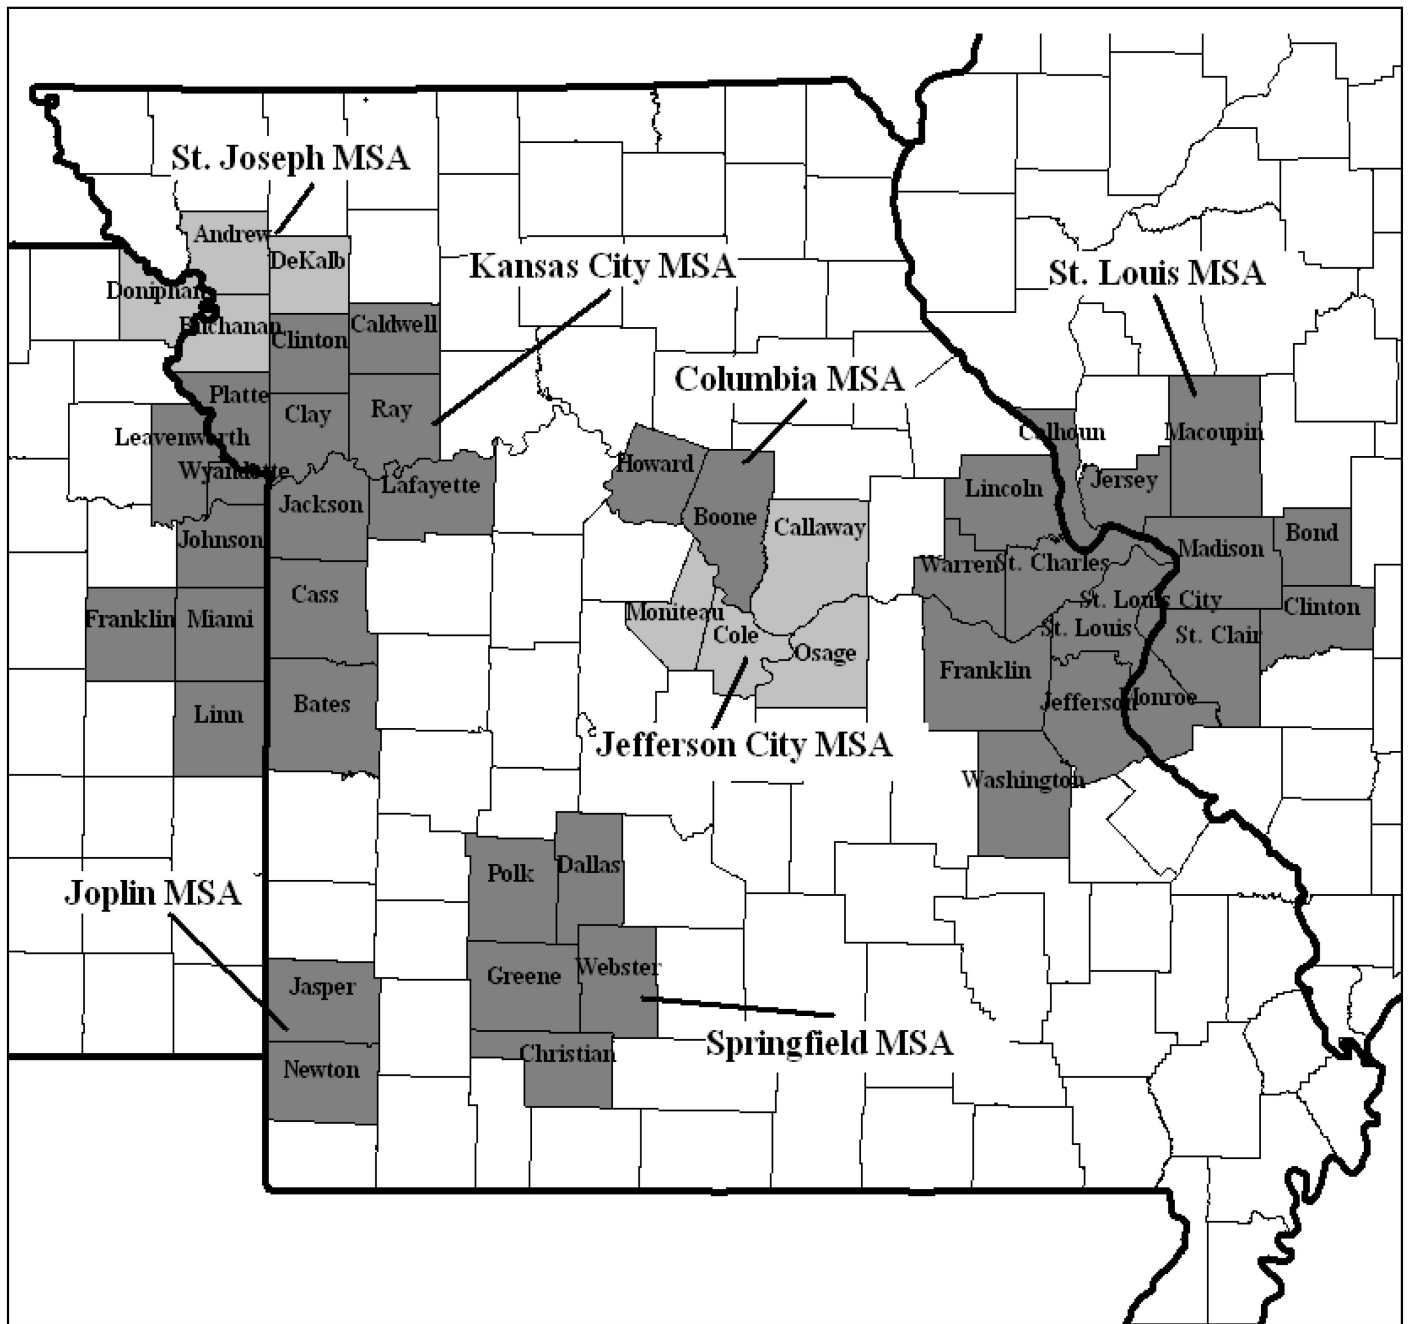 St. Joseph MSA
Andrew
DeKalb
Kansas City MSA
St. Louis MSA
Doniphan
Buchanan
Clinton
Caldwell
Columbia MSA
Platte
Clay
Ray
Leavenworth
Calhoun
Macoupin
Wyandotte
Howard
Jackson
Lafayette
Lincoln
Jersey
Boone
Callaway
Johnson
Bond
Madison
Warren
St. Charles
Cass
St. Louis City
Clinton
Franklin
Miami
Moniteau
Cole
St. Louis
St. Clair
Osage
Franklin
Linn
Bates
Jefferson
Monroe
Jefferson City MSA
Washington
Polk
Dallas
Joplin MSA
Jasper
Greene
Webster
Springfield MSA
Christian
Newton